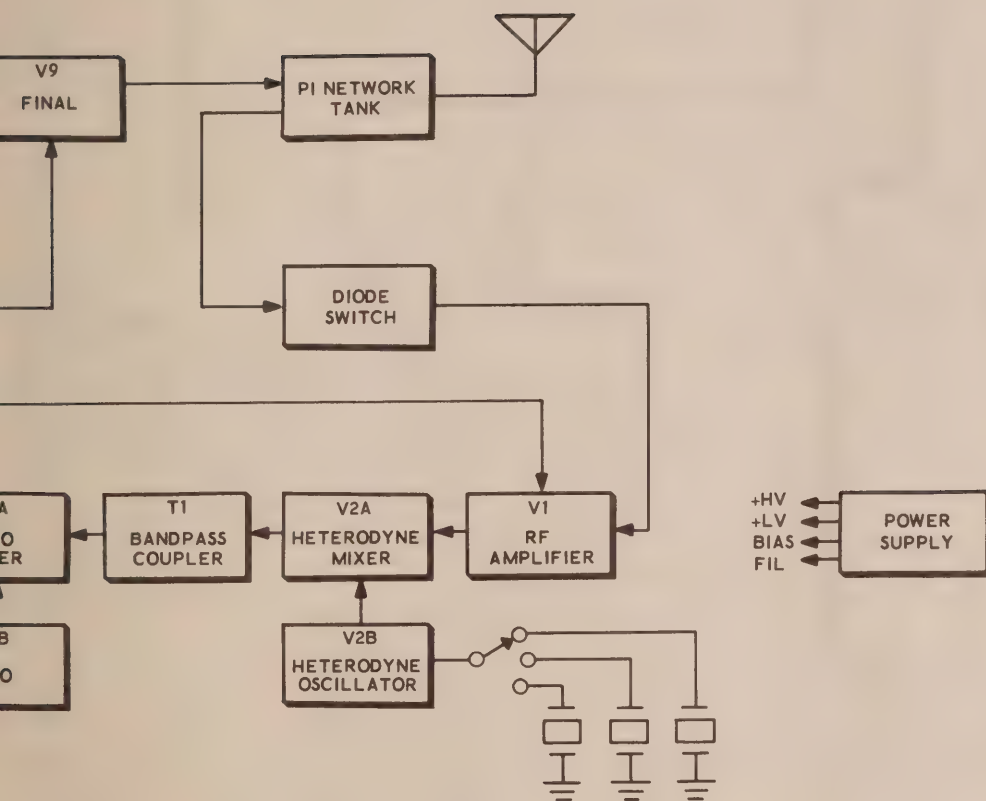 V9
FINAL
PI NETWORK
TANK
DIODE
SWITCH
A
O
ER
T1
BANDPASS
COUPLER
V2A
HETERODYNE
MIXER
V1
RF
AMPLIFIER
+HV
+LV
BIAS
FIL
POWER
SUPPLY
B
O
V2B
HETERODYNE
OSCILLATOR